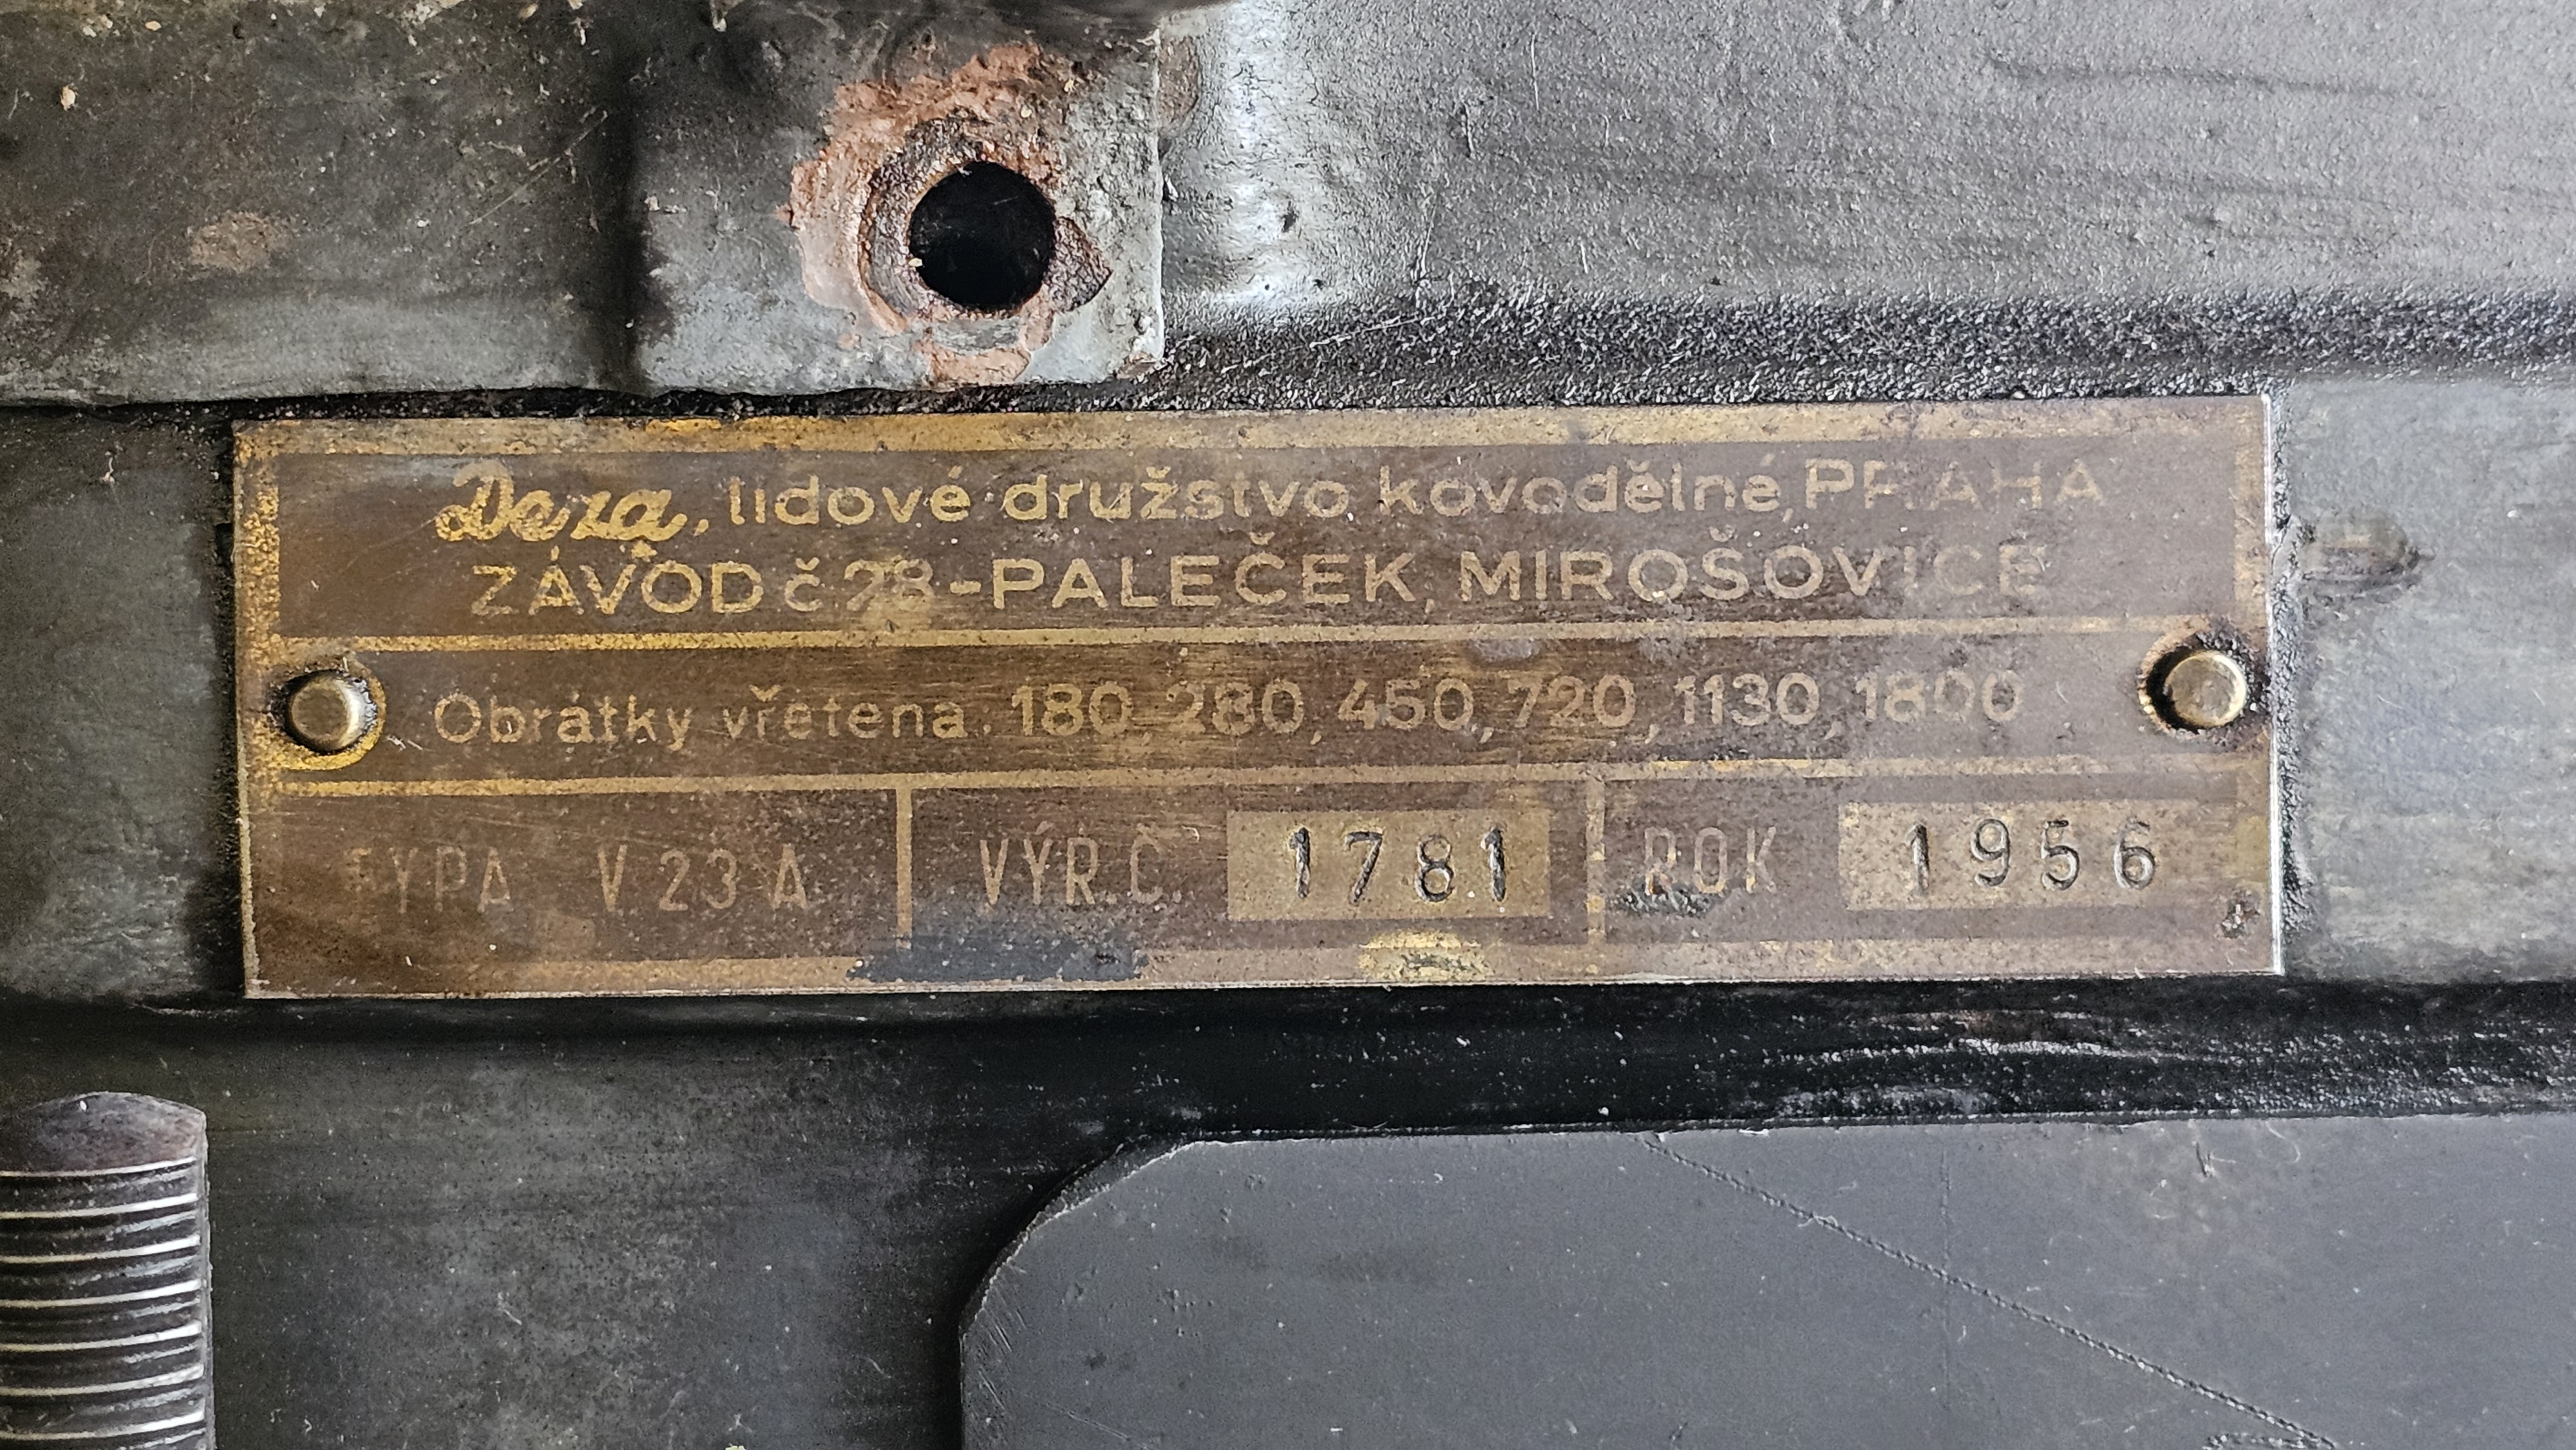 Deza, lidové družstvo kovodělné, PRAHA
ZÁVOD č 28-PALEČEK, MIROŠOVICE
Obrátky vřetena: 180, 280, 450, 720, 1130, 1800
TYPA V 23 A VÝR. Č. 1781 ROK 1956